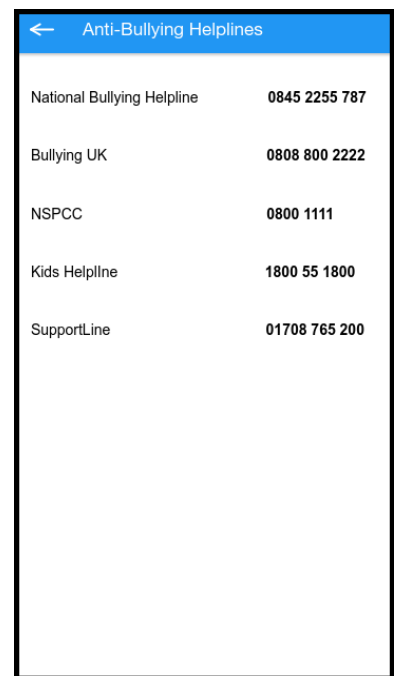 Anti-Bullying Helplines
National Bullying Helpline 0845 2255 787
Bullying UK 0808 800 2222
NSPCC 0800 1111
Kids HelplIne 1800 55 1800
SupportLine 01708 765 200